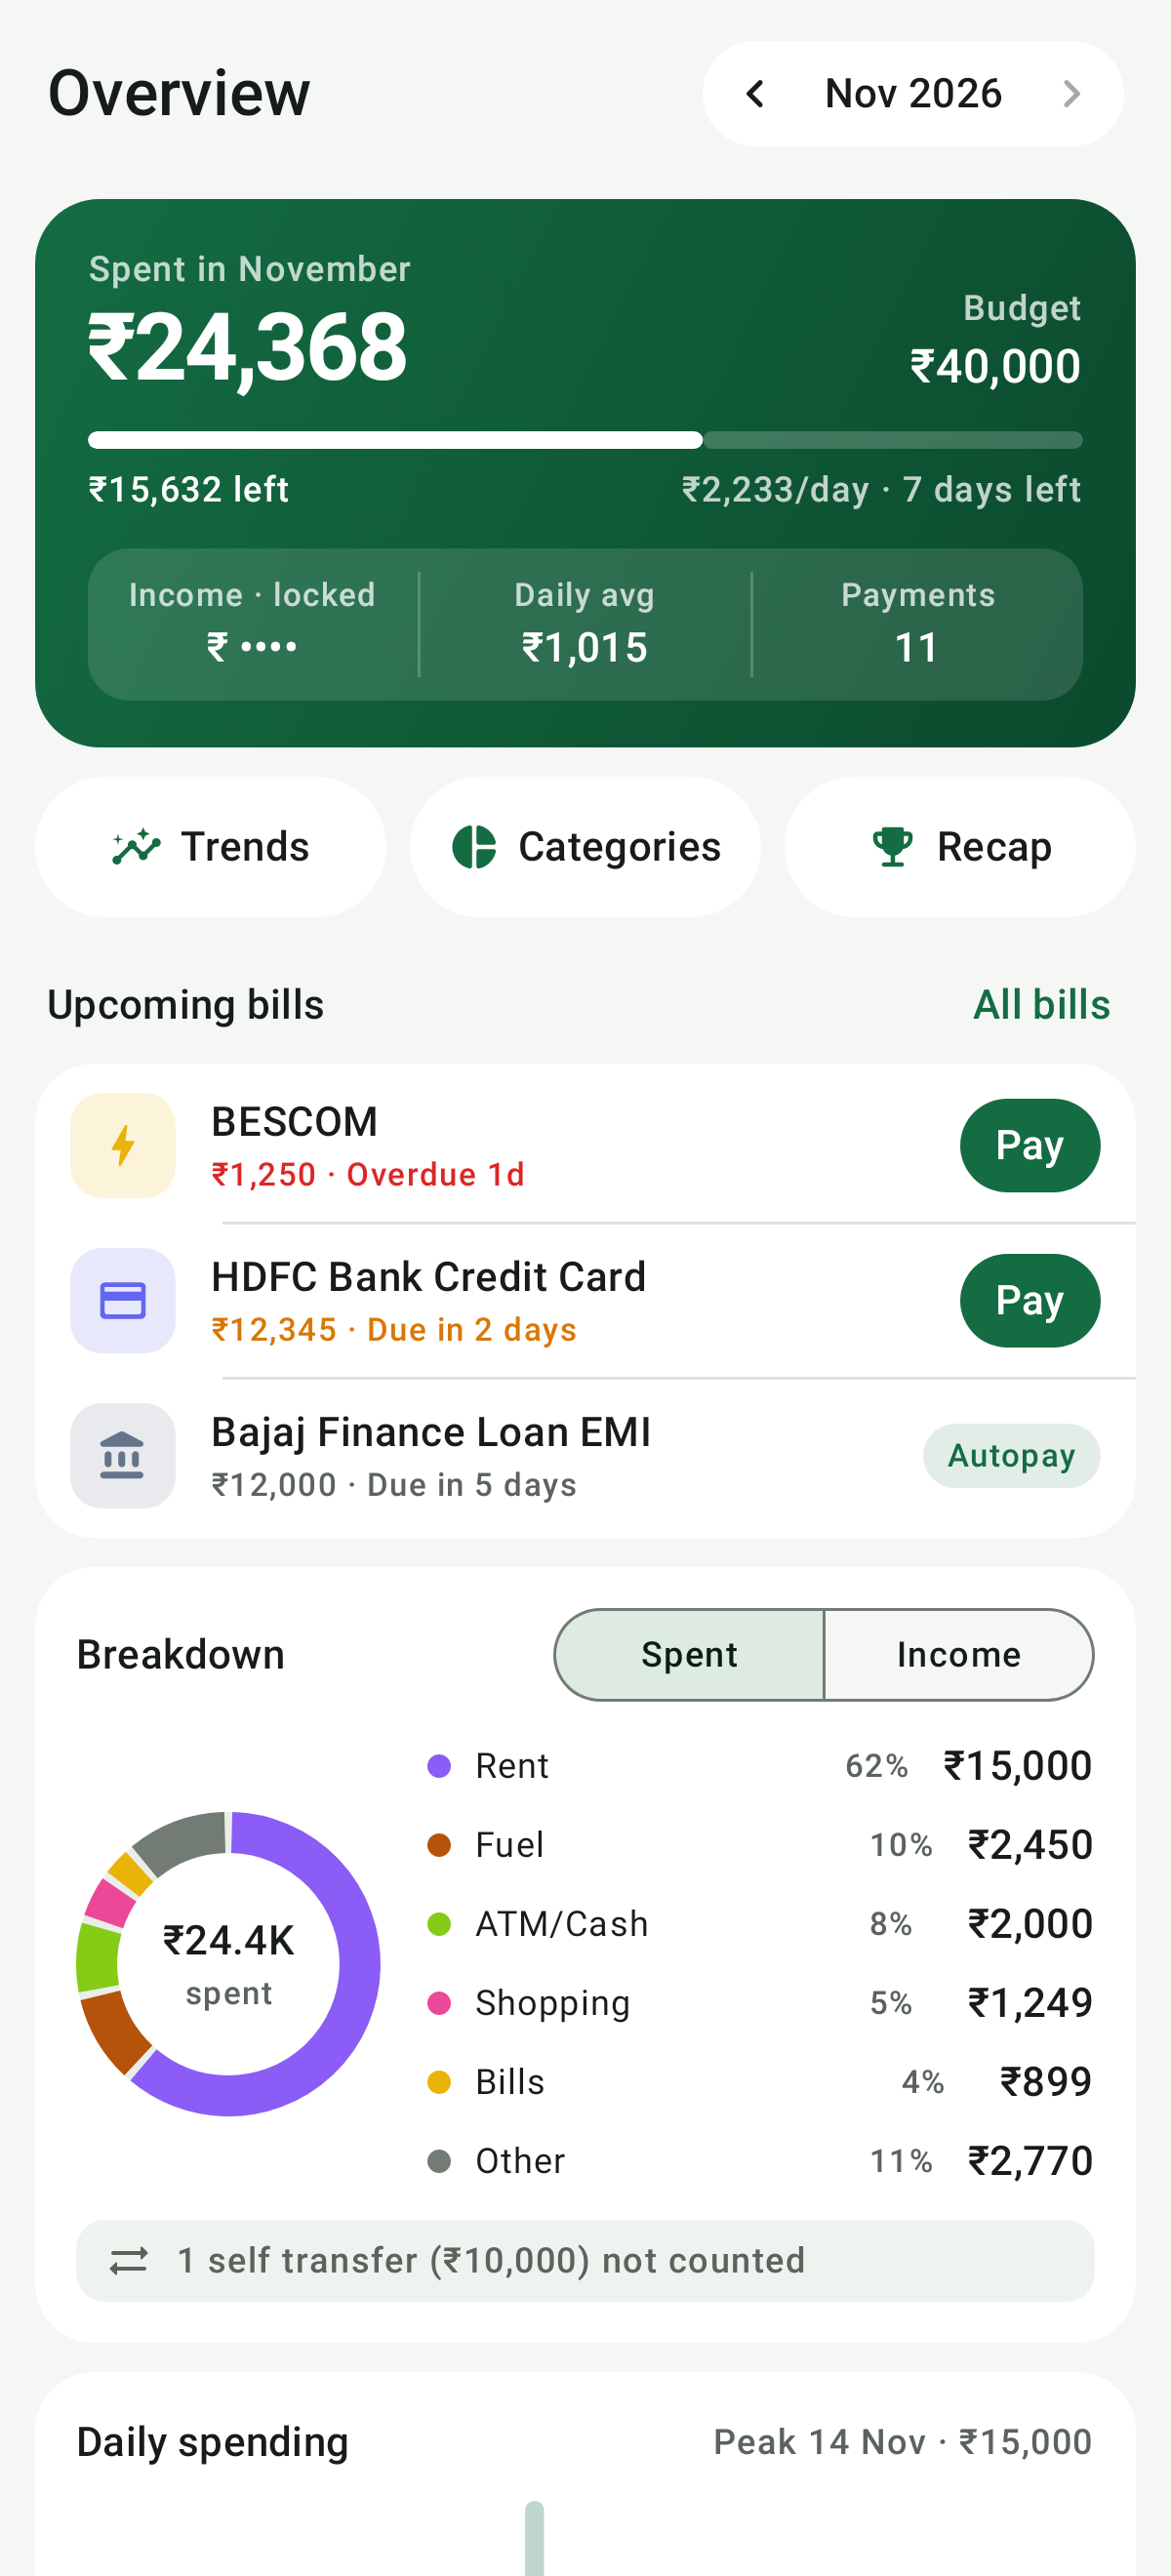 Overview
Nov 2026
Spent in November
₹24,368
Budget
₹40,000
₹15,632 left
₹2,233/day · 7 days left
Income · locked
₹ ••••
Daily avg
₹1,015
Payments
11
Trends
Categories
Recap
Upcoming bills
All bills
BESCOM
₹1,250 · Overdue 1d
Pay
HDFC Bank Credit Card
₹12,345 · Due in 2 days
Pay
Bajaj Finance Loan EMI
₹12,000 · Due in 5 days
Autopay
Breakdown
Spent
Income
₹24.4K
spent
Rent 62% ₹15,000
Fuel 10% ₹2,450
ATM/Cash 8% ₹2,000
Shopping 5% ₹1,249
Bills 4% ₹899
Other 11% ₹2,770
1 self transfer (₹10,000) not counted
Daily spending
Peak 14 Nov · ₹15,000